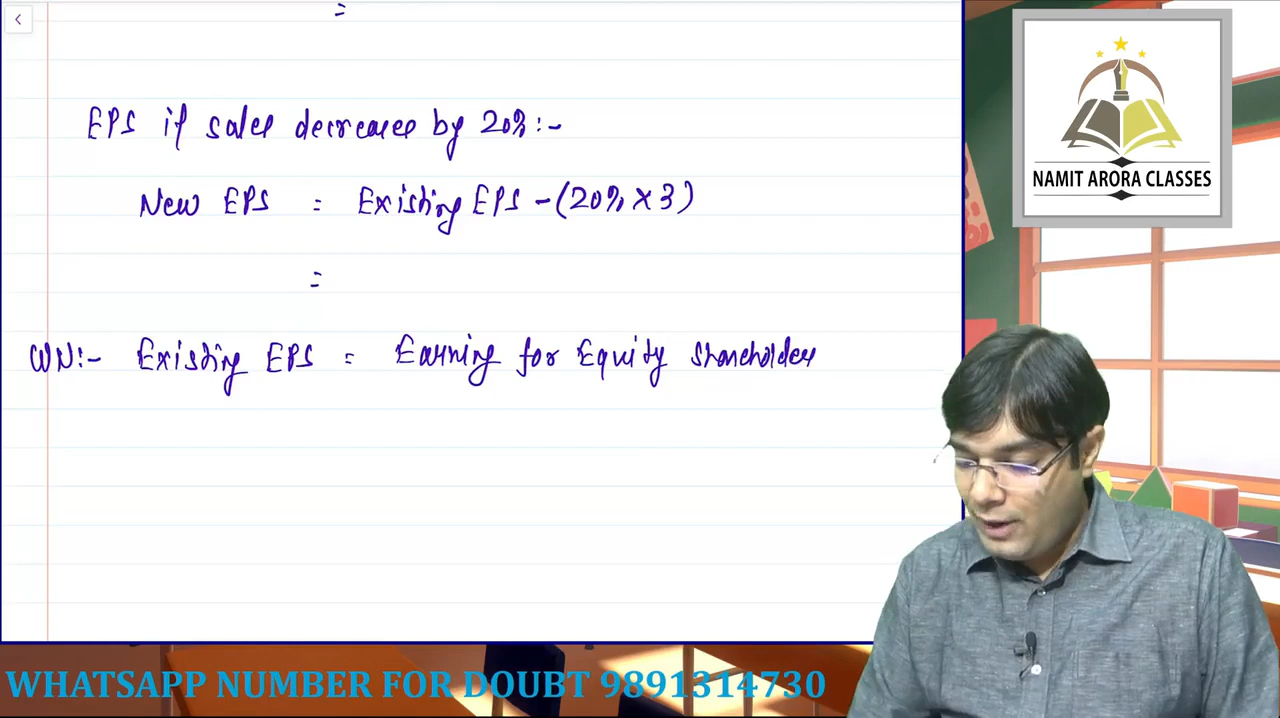 =
EPS if sales decreases by 20% :-
New EPS = Existing EPS - (20% X 3)
=
WN:- Existing EPS = Earning for Equity Shareholders
NAMIT ARORA CLASSES
WHATSAPP NUMBER FOR DOUBT 9891314730